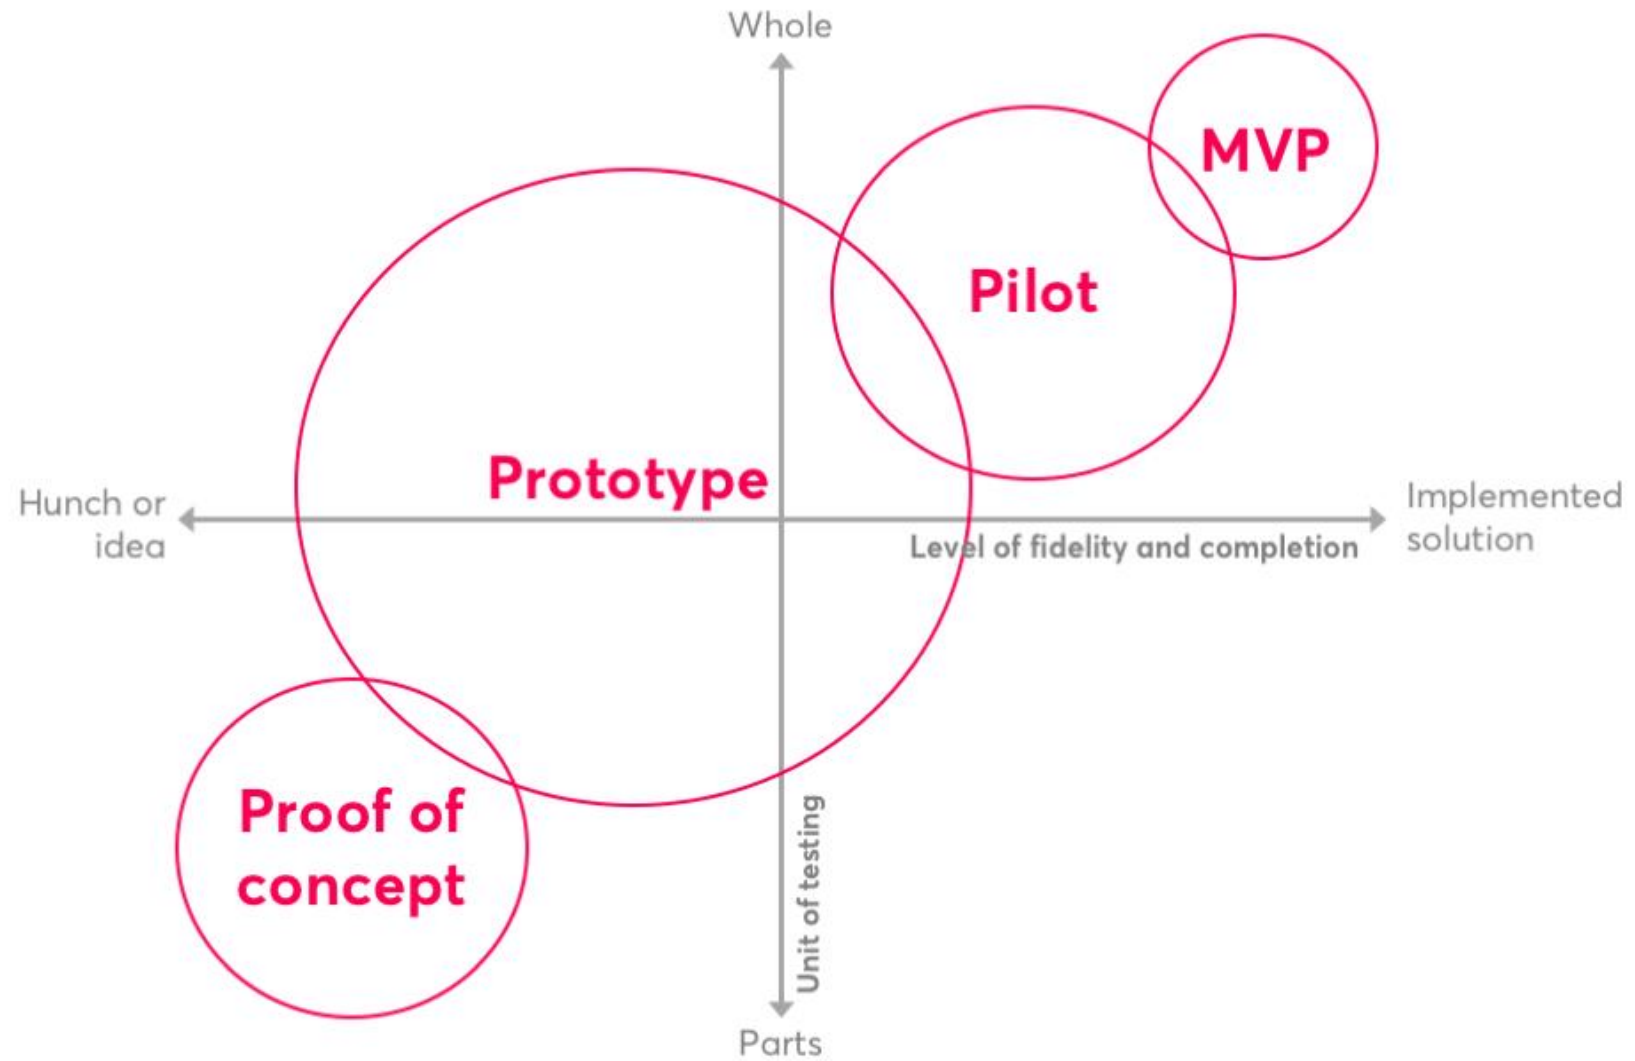 Whole
MVP
Pilot
Prototype
Hunch or
idea
Implemented
solution
Level of fidelity and completion
Proof of
concept
Unit of testing
Parts